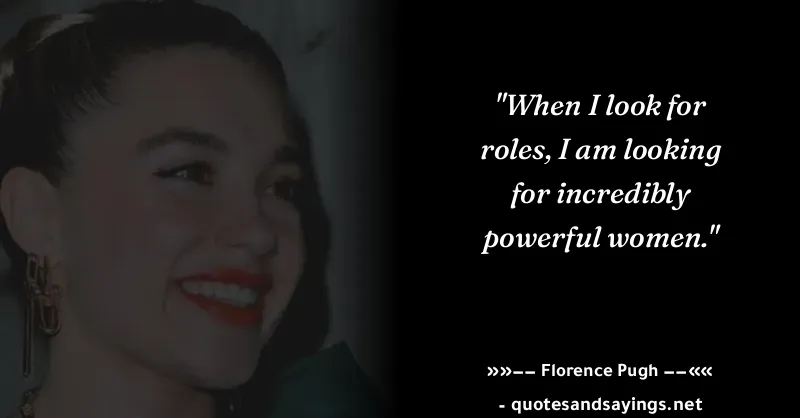 "When I look for
roles, I am looking
for incredibly
powerful women."
»»−− Florence Pugh −−««
- quotesandsayings.net